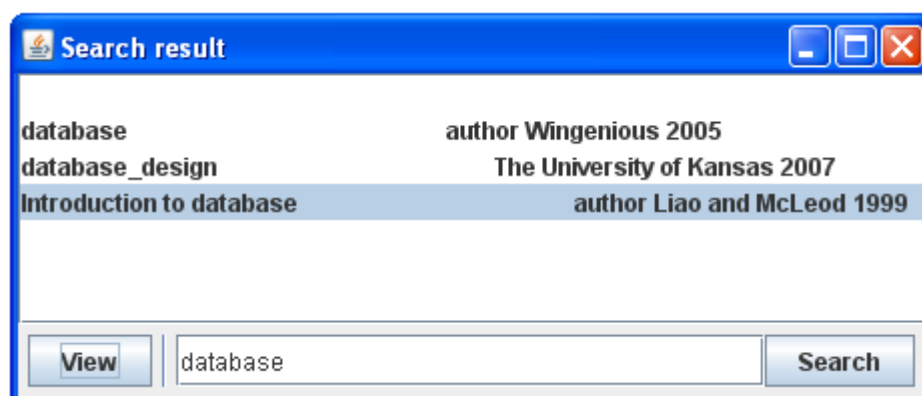 Search result
database author Wingenious 2005
database_design The University of Kansas 2007
Introduction to database author Liao and McLeod 1999
View database Search